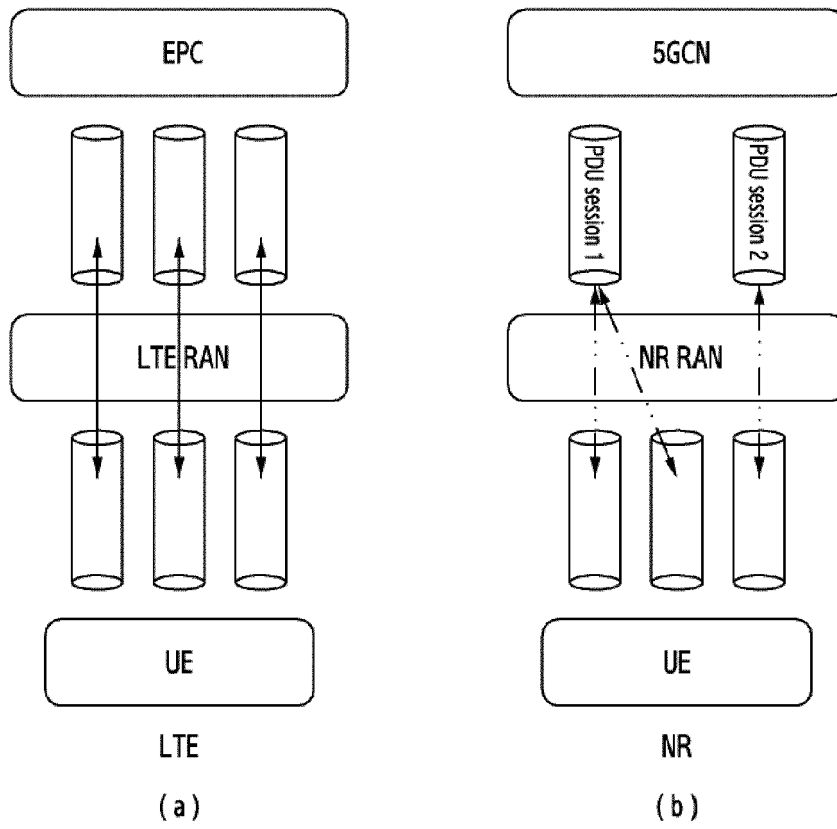 EPC
LTE RAN
UE
LTE
(a)
5GCN
PDU session 1
PDU session 2
NR RAN
UE
NR
(b)